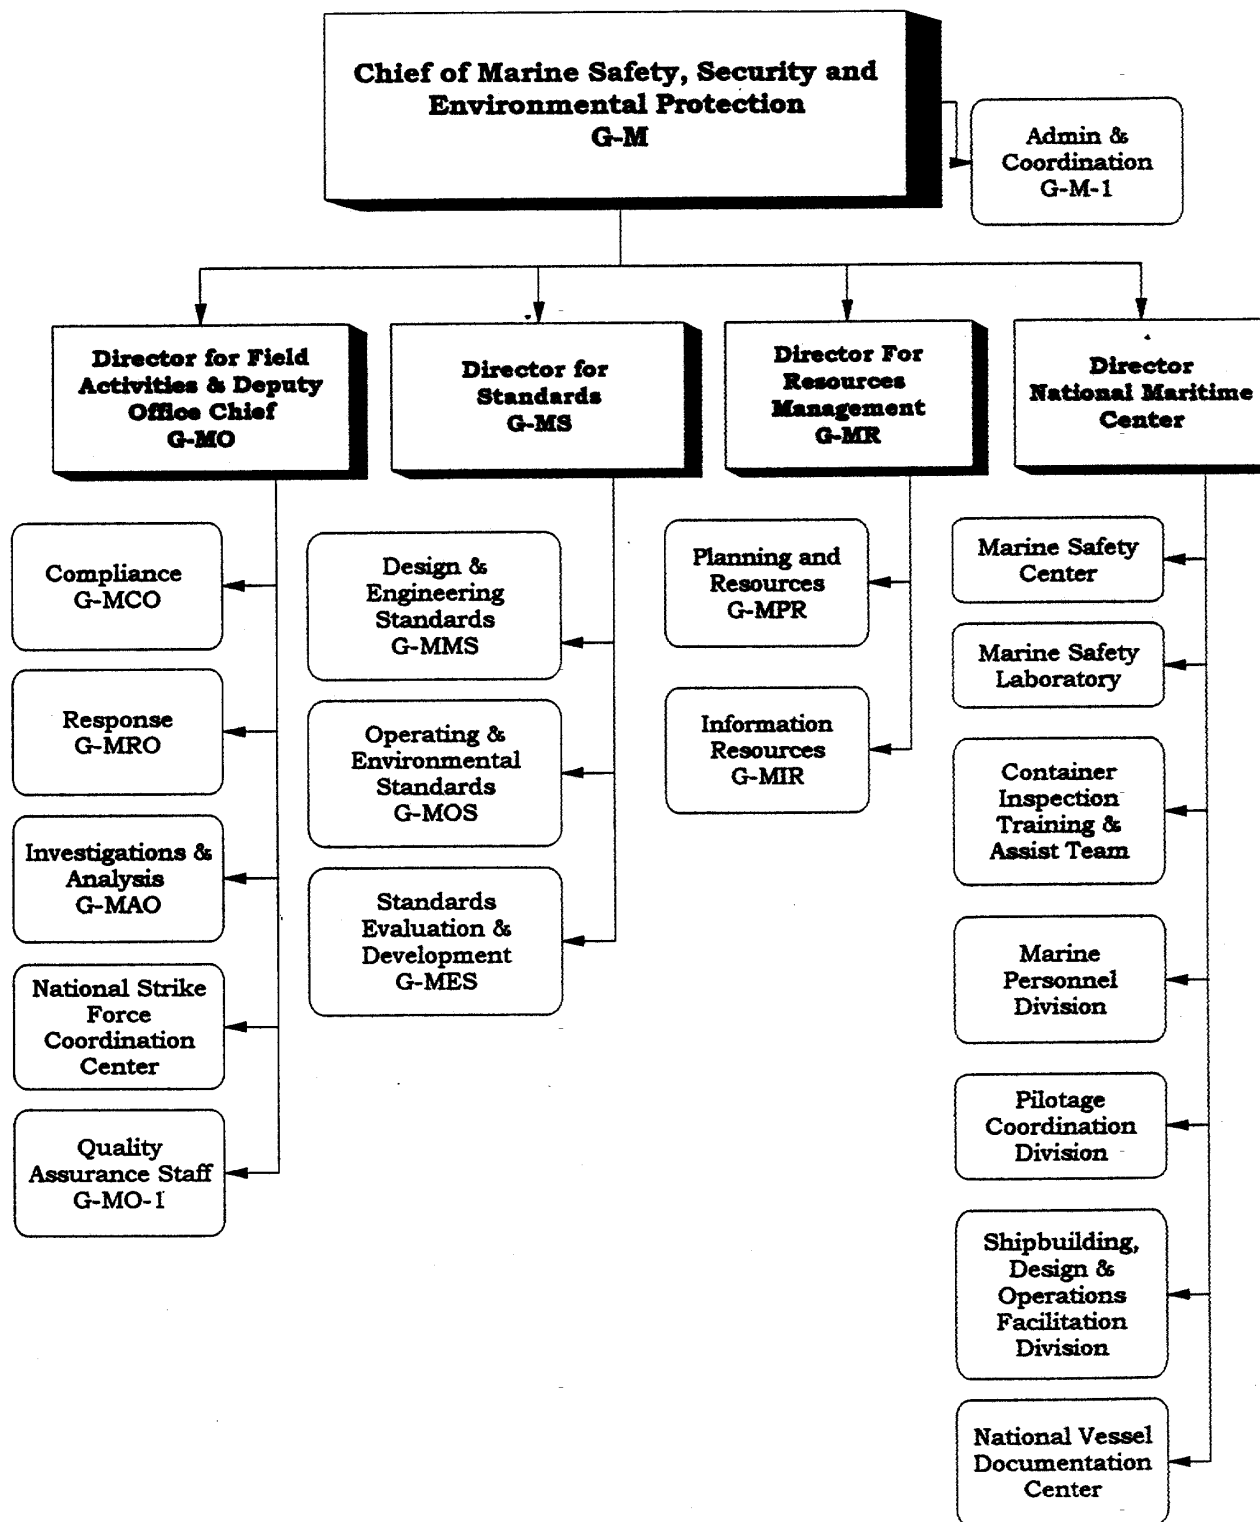 Chief of Marine Safety, Security and
Environmental Protection
G-M
Admin &
Coordination
G-M-1
Director for Field
Activities & Deputy
Office Chief
G-MO
Director for
Standards
G-MS
Director For
Resources
Management
G-MR
Director
National Maritime
Center
Compliance
G-MCO
Response
G-MRO
Investigations &
Analysis
G-MAO
National Strike
Force
Coordination
Center
Quality
Assurance Staff
G-MO-1
Design &
Engineering
Standards
G-MMS
Operating &
Environmental
Standards
G-MOS
Standards
Evaluation &
Development
G-MES
Planning and
Resources
G-MPR
Information
Resources
G-MIR
Marine Safety
Center
Marine Safety
Laboratory
Container
Inspection
Training &
Assist Team
Marine
Personnel
Division
Pilotage
Coordination
Division
Shipbuilding,
Design &
Operations
Facilitation
Division
National Vessel
Documentation
Center